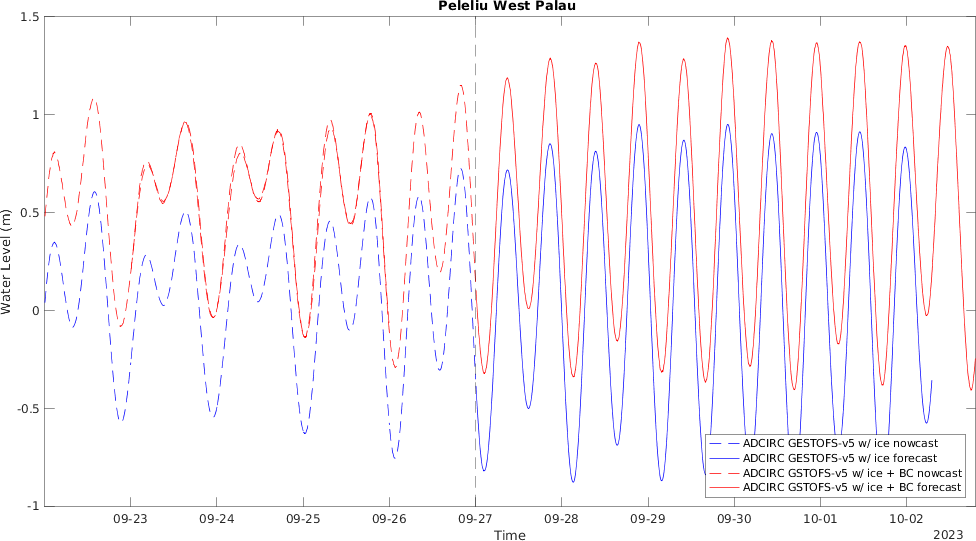 Peleliu West Palau
1.5
1
0.5
0
-0.5
-1
Water Level (m)
09-23 09-24 09-25 09-26 09-27 09-28 09-29 09-30 10-01 10-02
Time
2023
ADCIRC GESTOFS-v5 w/ ice nowcast
ADCIRC GESTOFS-v5 w/ ice forecast
ADCIRC GSTOFS-v5 w/ ice + BC nowcast
ADCIRC GSTOFS-v5 w/ ice + BC forecast